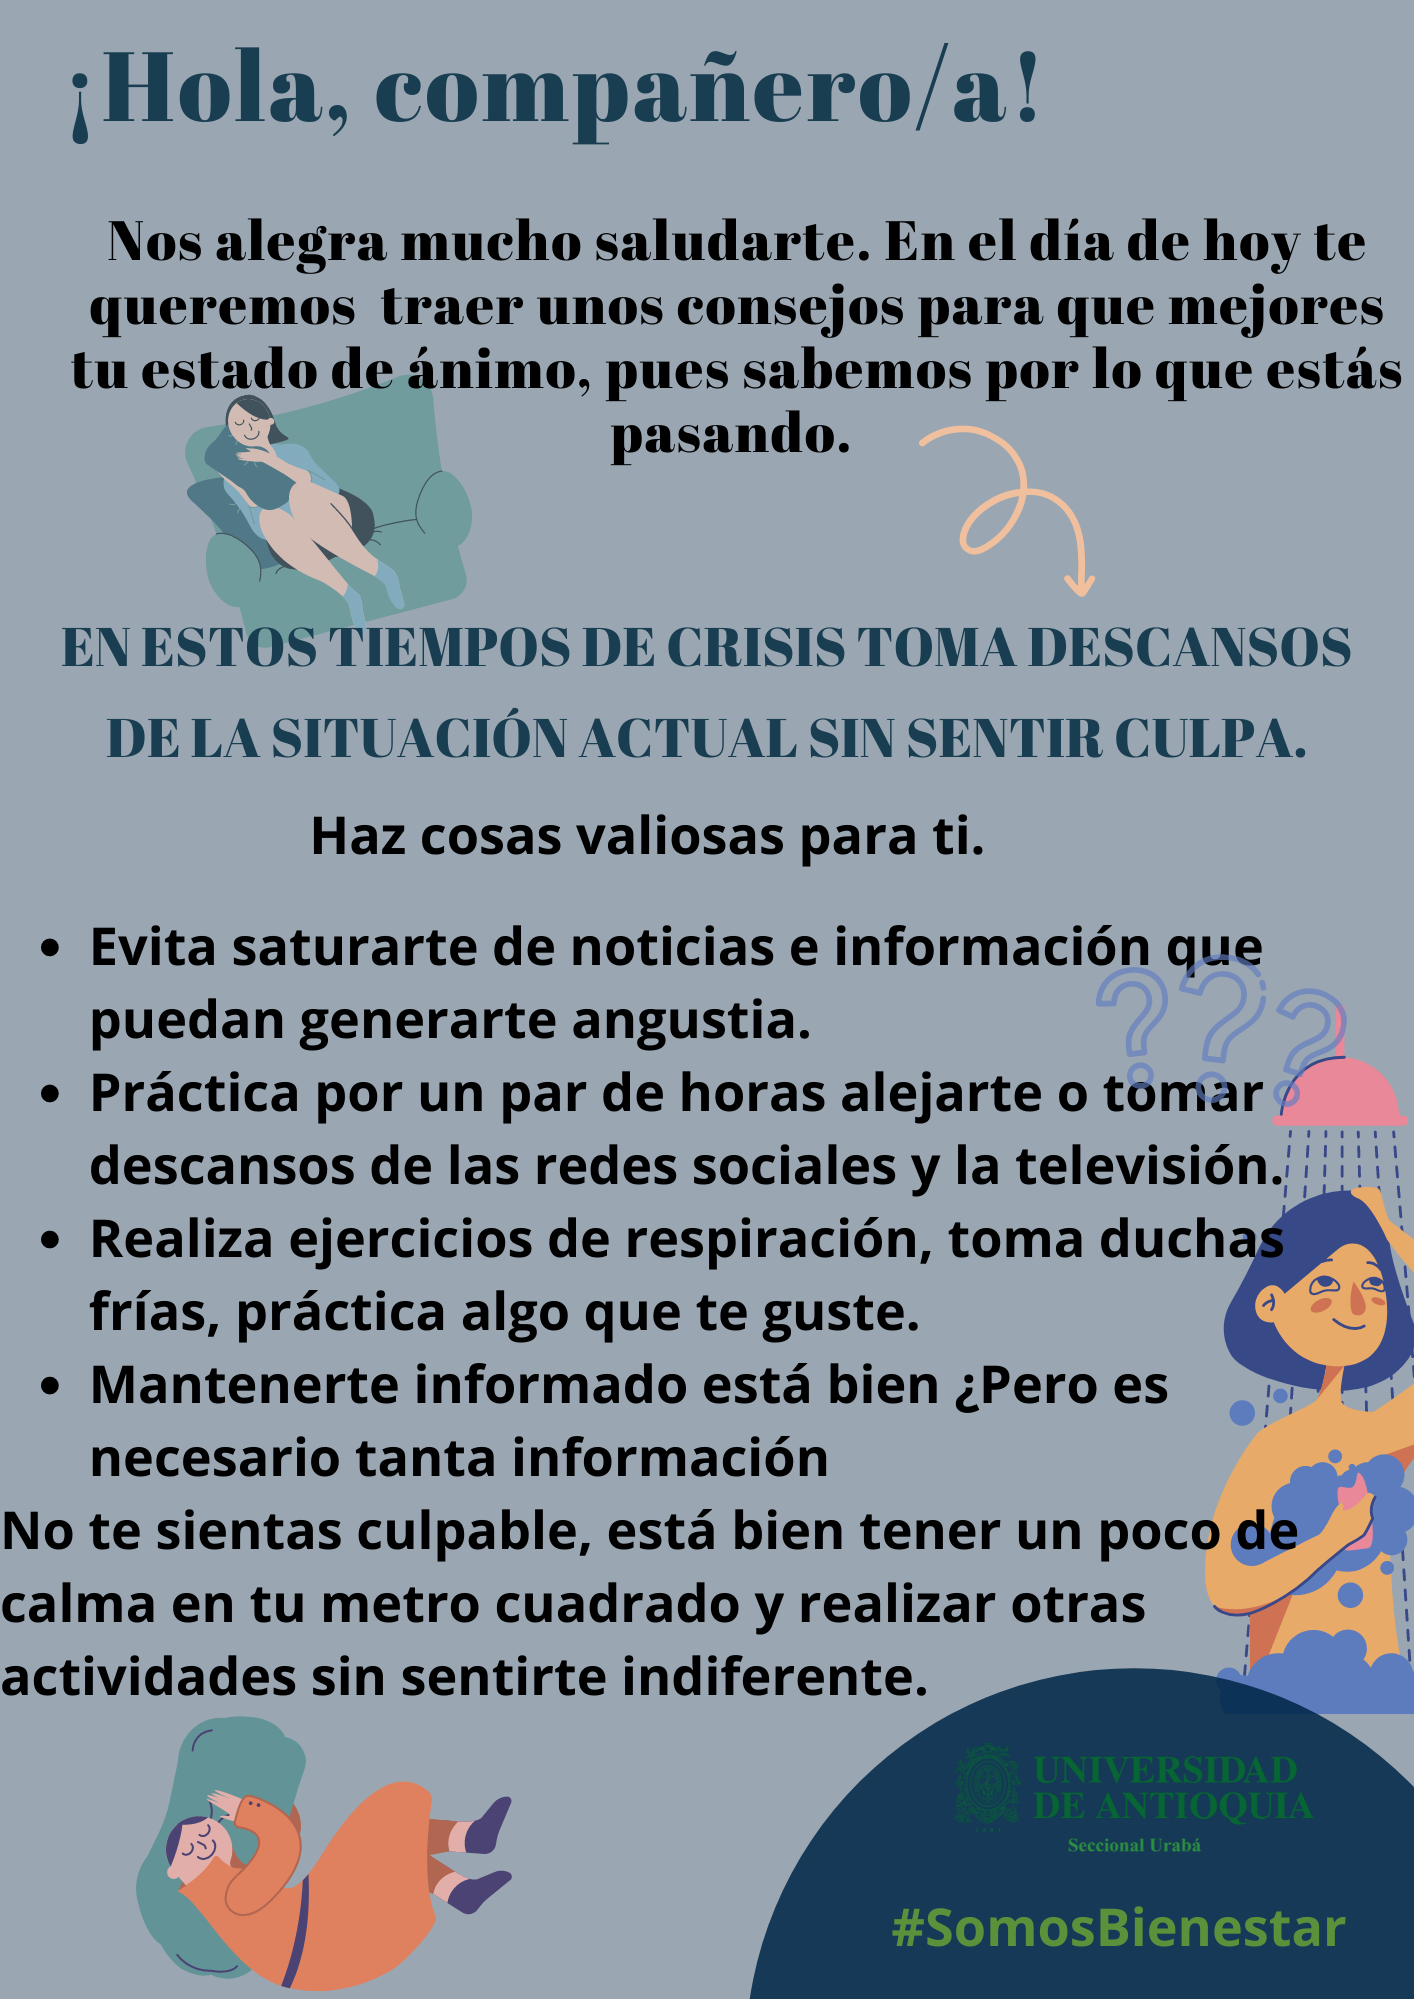 ¡Hola, compañero/a!
Nos alegra mucho saludarte. En el día de hoy te
queremos  traer unos consejos para que mejores
tu estado de ánimo, pues sabemos por lo que estás
pasando.
EN ESTOS TIEMPOS DE CRISIS TOMA DESCANSOS
DE LA SITUACIÓN ACTUAL SIN SENTIR CULPA.
Haz cosas valiosas para ti.
• Evita saturarte de noticias e información que
puedan generarte angustia.
• Práctica por un par de horas alejarte o tomar
descansos de las redes sociales y la televisión.
• Realiza ejercicios de respiración, toma duchas
frías, práctica algo que te guste.
• Mantenerte informado está bien ¿Pero es
necesario tanta información
No te sientas culpable, está bien tener un poco de
calma en tu metro cuadrado y realizar otras
actividades sin sentirte indiferente.
???
UNIVERSIDAD
DE ANTIOQUIA
Seccional Urabá
#SomosBienestar